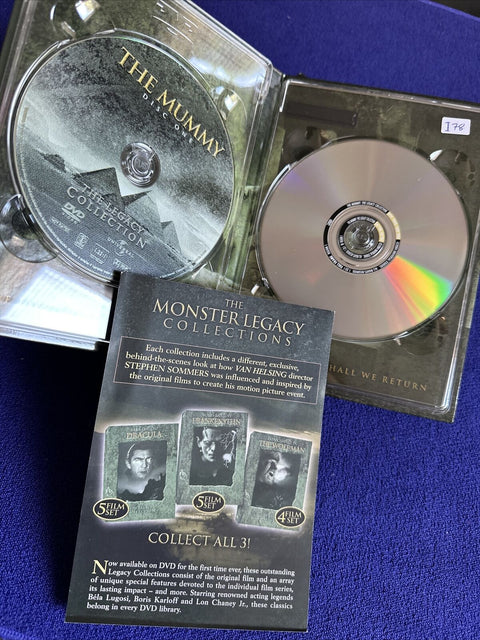 THE MUMMY
DISC ONE
THE LEGACY
COLLECTION
DVD
VIDEO
I78
SHALL WE RETURN
THE
MONSTER LEGACY
COLLECTIONS
Each collection includes a different, exclusive,
behind-the-scenes look at how VAN HELSING director
STEPHEN SOMMERS was influenced and inspired by
the original films to create his motion picture event.
DRACULA
FRANKENSTEIN
THE WOLFMAN
5 FILM
SET
5 FILM
SET
4 FILM
SET
COLLECT ALL 3!
Now available on DVD for the first time ever, these outstanding
Legacy Collections consist of the original film and an array
of unique special features devoted to the individual film series,
its lasting impact – and more. Starring renowned acting legends
Béla Lugosi, Boris Karloff and Lon Chaney Jr., these classics
belong in every DVD library.